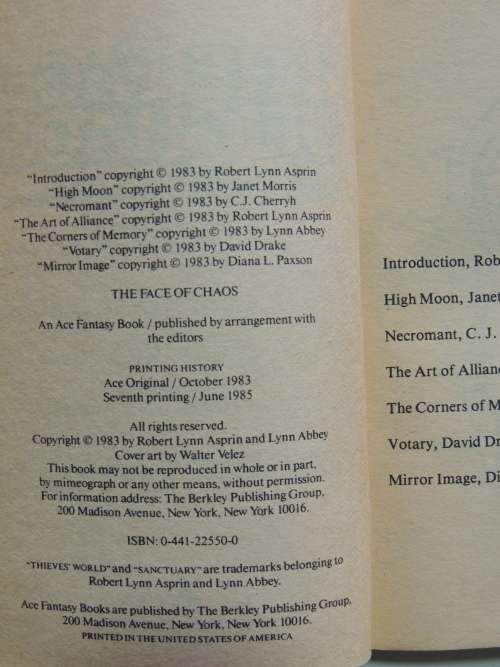 "Introduction" copyright © 1983 by Robert Lynn Asprin
"High Moon" copyright © 1983 by Janet Morris
"Necromant" copyright © 1983 by C.J. Cherryh
"The Art of Alliance" copyright © 1983 by Robert Lynn Asprin
"The Corners of Memory" copyright © 1983 by Lynn Abbey
"Votary" copyright © 1983 by David Drake
"Mirror Image" copyright © 1983 by Diana L. Paxson
THE FACE OF CHAOS
An Ace Fantasy Book / published by arrangement with
the editors
PRINTING HISTORY
Ace Original / October 1983
Seventh printing / June 1985
All rights reserved.
Copyright © 1983 by Robert Lynn Asprin and Lynn Abbey
Cover art by Walter Velez
This book may not be reproduced in whole or in part,
by mimeograph or any other means, without permission.
For information address: The Berkley Publishing Group,
200 Madison Avenue, New York, New York 10016.
ISBN: 0-441-22550-0
"THIEVES' WORLD" and "SANCTUARY" are trademarks belonging to
Robert Lynn Asprin and Lynn Abbey.
Ace Fantasy Books are published by The Berkley Publishing Group,
200 Madison Avenue, New York, New York 10016.
PRINTED IN THE UNITED STATES OF AMERICA
Introduction, Rob
High Moon, Janet
Necromant, C. J.
The Art of Alliance
The Corners of M
Votary, David Dr
Mirror Image, Di